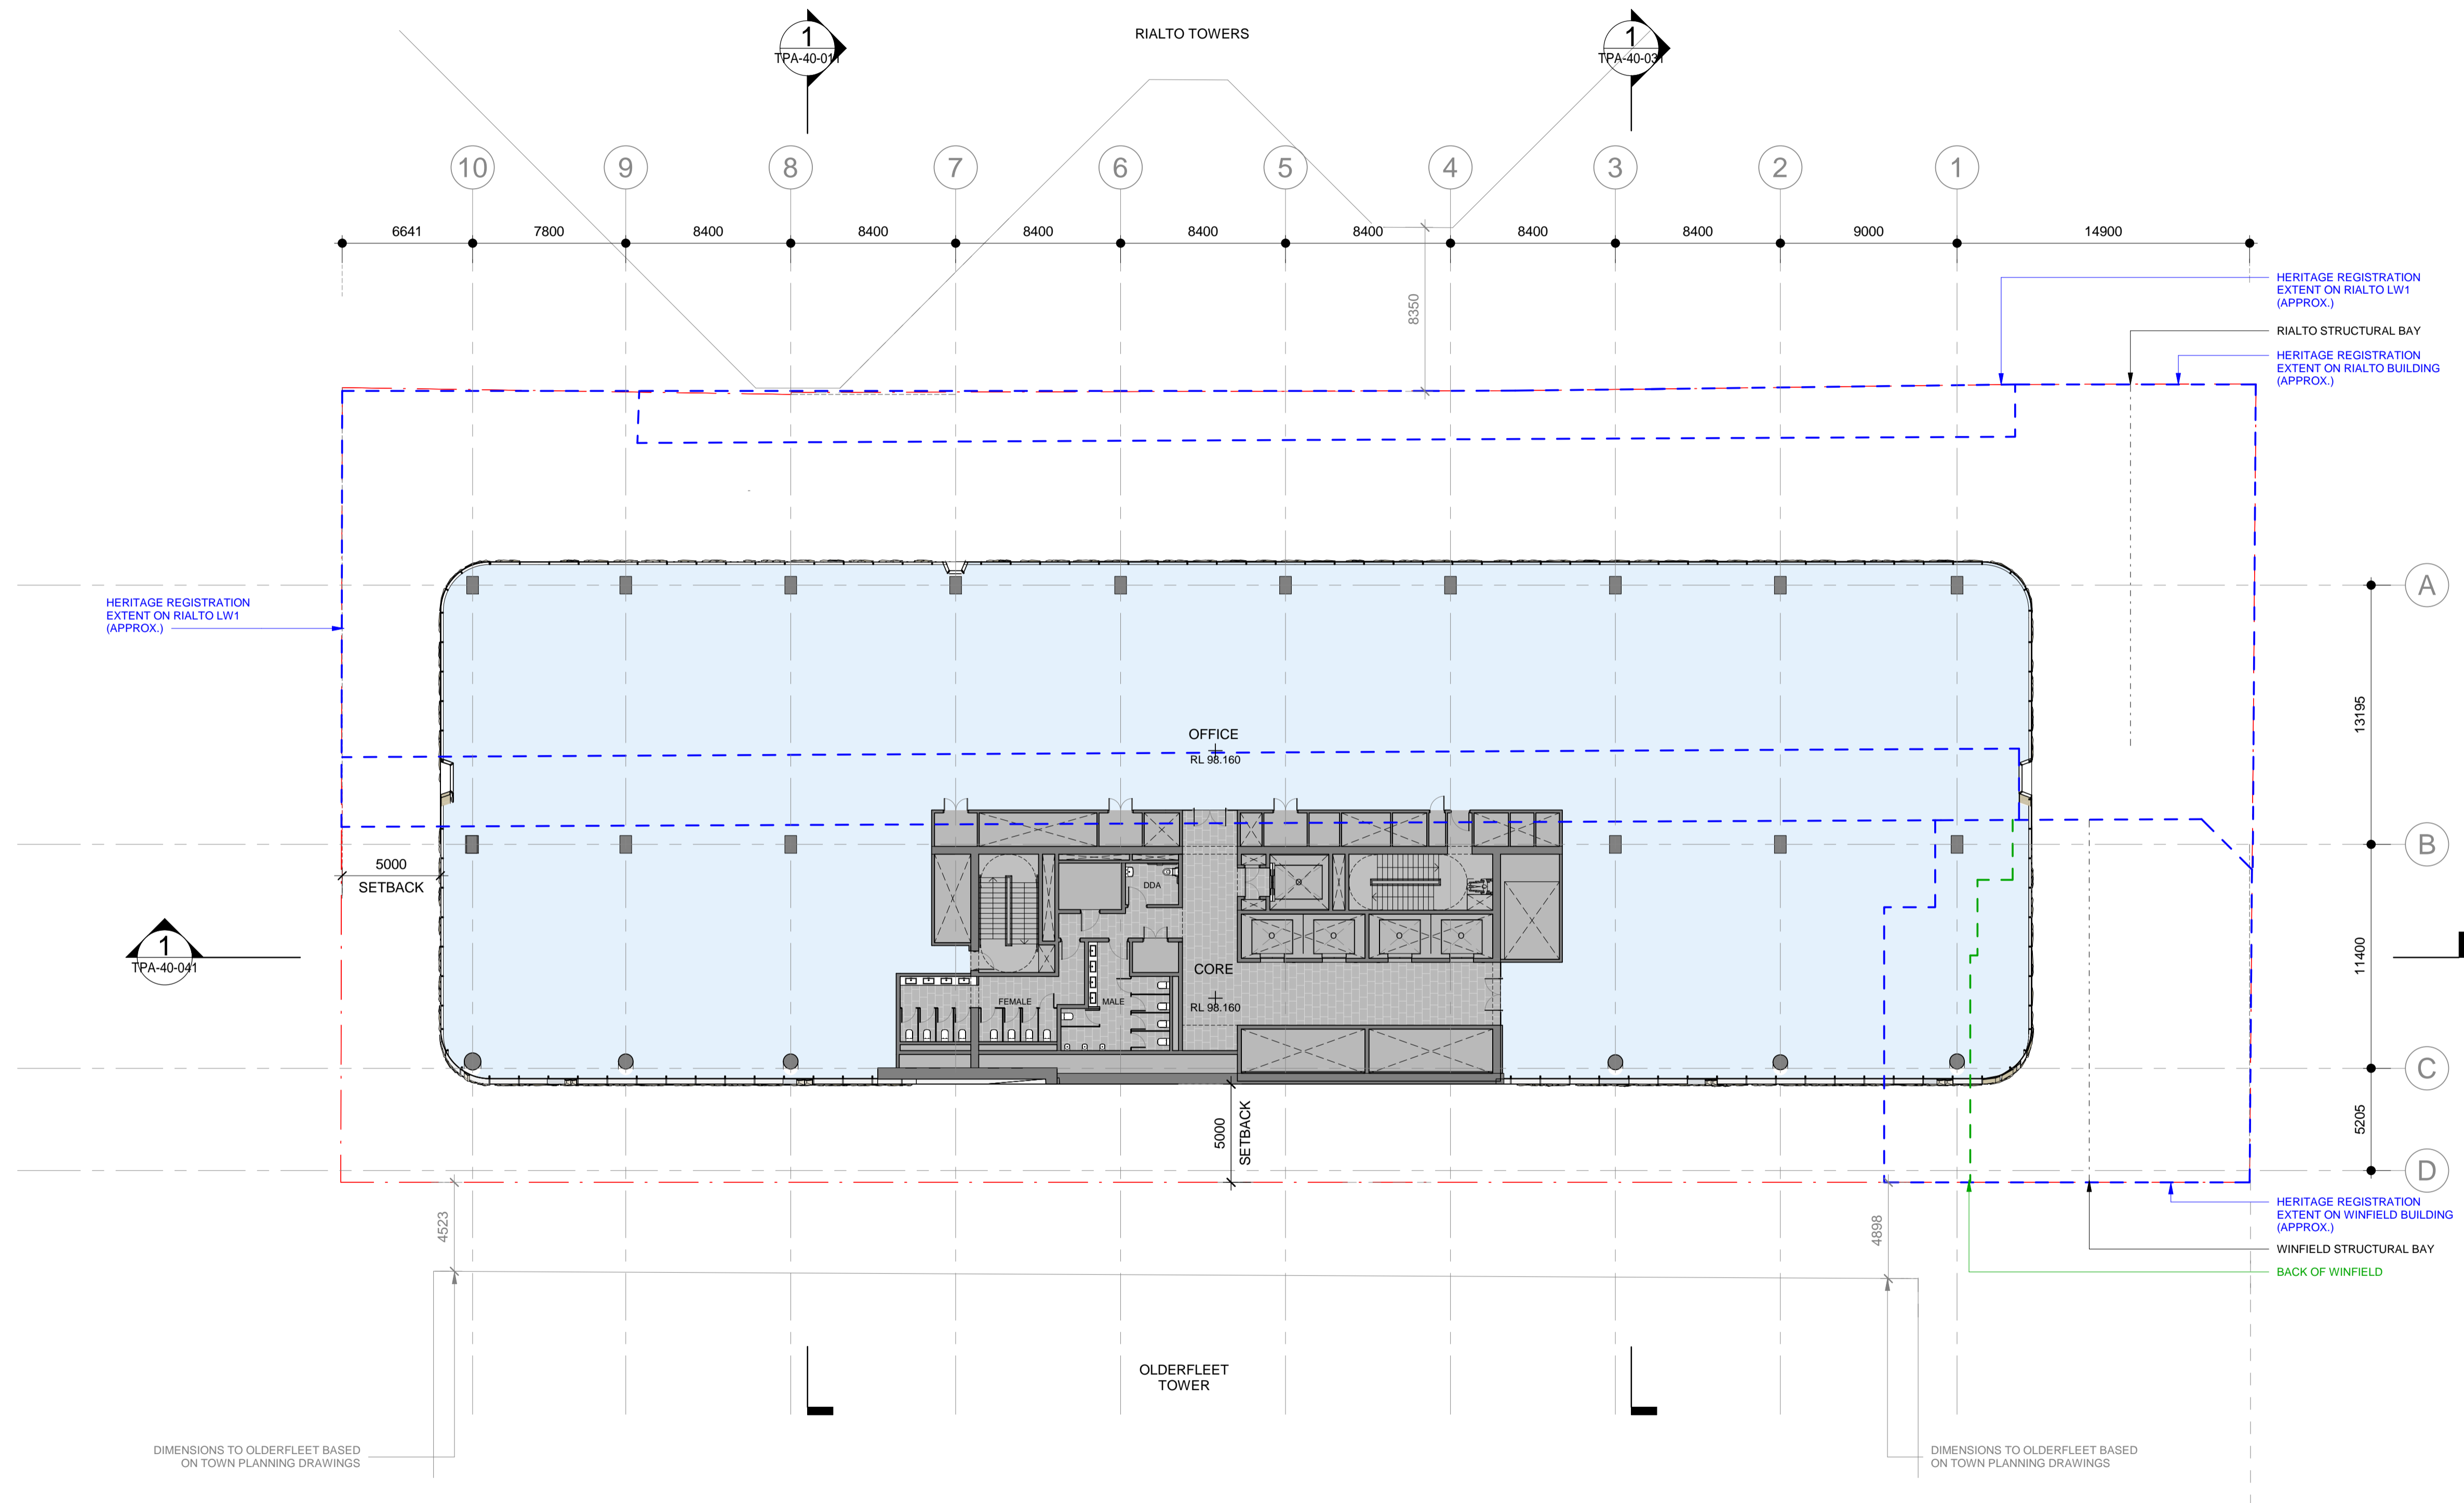 RIALTO TOWERS
1
TPA-40-011
1
TPA-40-031
10
9
8
7
6
5
4
3
2
1
6641
7800
8400
8400
8400
8400
8400
8400
8400
9000
14900
8350
HERITAGE REGISTRATION
EXTENT ON RIALTO LW1
(APPROX.)
RIALTO STRUCTURAL BAY
HERITAGE REGISTRATION
EXTENT ON RIALTO BUILDING
(APPROX.)
A
HERITAGE REGISTRATION
EXTENT ON RIALTO LW1
(APPROX.)
13195
OFFICE
RL 98.160
B
5000
SETBACK
DDA
1
TPA-40-041
11400
CORE
RL 98.160
FEMALE
MALE
C
5000
SETBACK
5205
D
4523
4898
HERITAGE REGISTRATION
EXTENT ON WINFIELD BUILDING
(APPROX.)
WINFIELD STRUCTURAL BAY
BACK OF WINFIELD
OLDERFLEET
TOWER
DIMENSIONS TO OLDERFLEET BASED
ON TOWN PLANNING DRAWINGS
DIMENSIONS TO OLDERFLEET BASED
ON TOWN PLANNING DRAWINGS